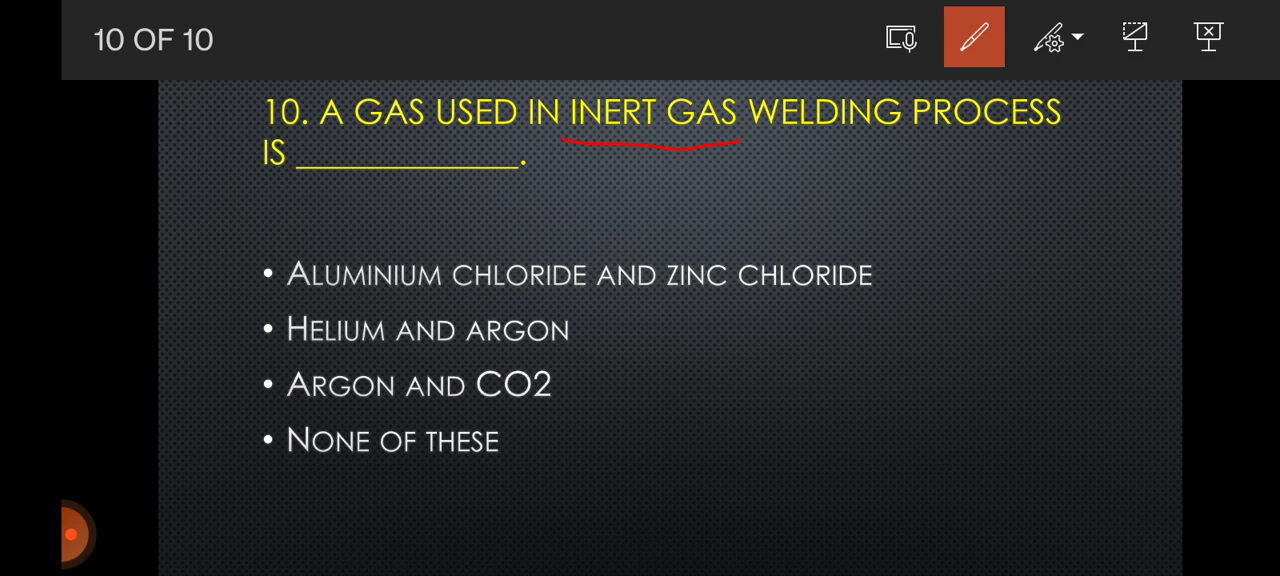 10 OF 10
10. A GAS USED IN INERT GAS WELDING PROCESS
IS ______________.
• ALUMINIUM CHLORIDE AND ZINC CHLORIDE
• HELIUM AND ARGON
• ARGON AND CO2
• NONE OF THESE